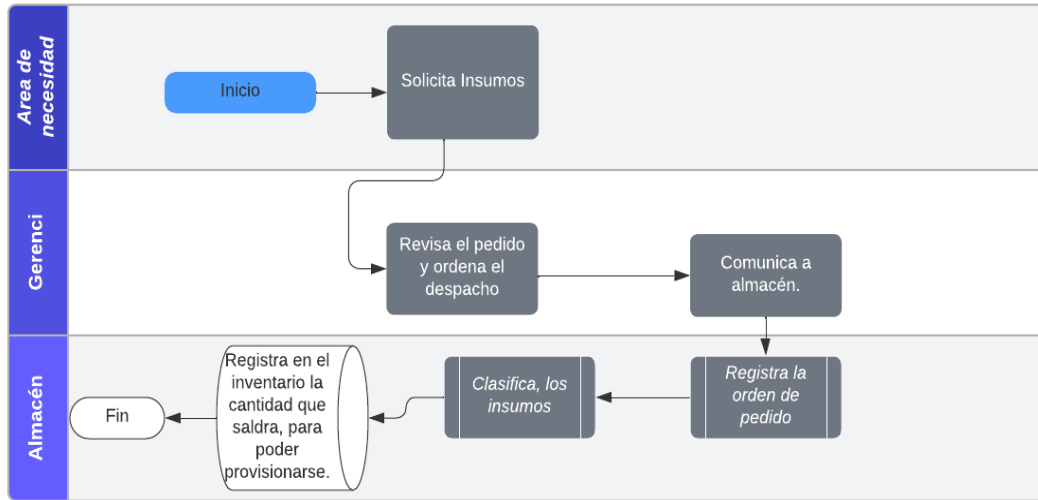 Area de
necesidad
Inicio
Solicita Insumos
Gerenci
Revisa el pedido
y ordena el
despacho
Comunica a
almacén.
Almacén
Registra la
orden de
pedido
Clasifica, los
insumos
Registra en el
inventario la
cantidad que
saldra, para
poder
provisionarse.
Fin